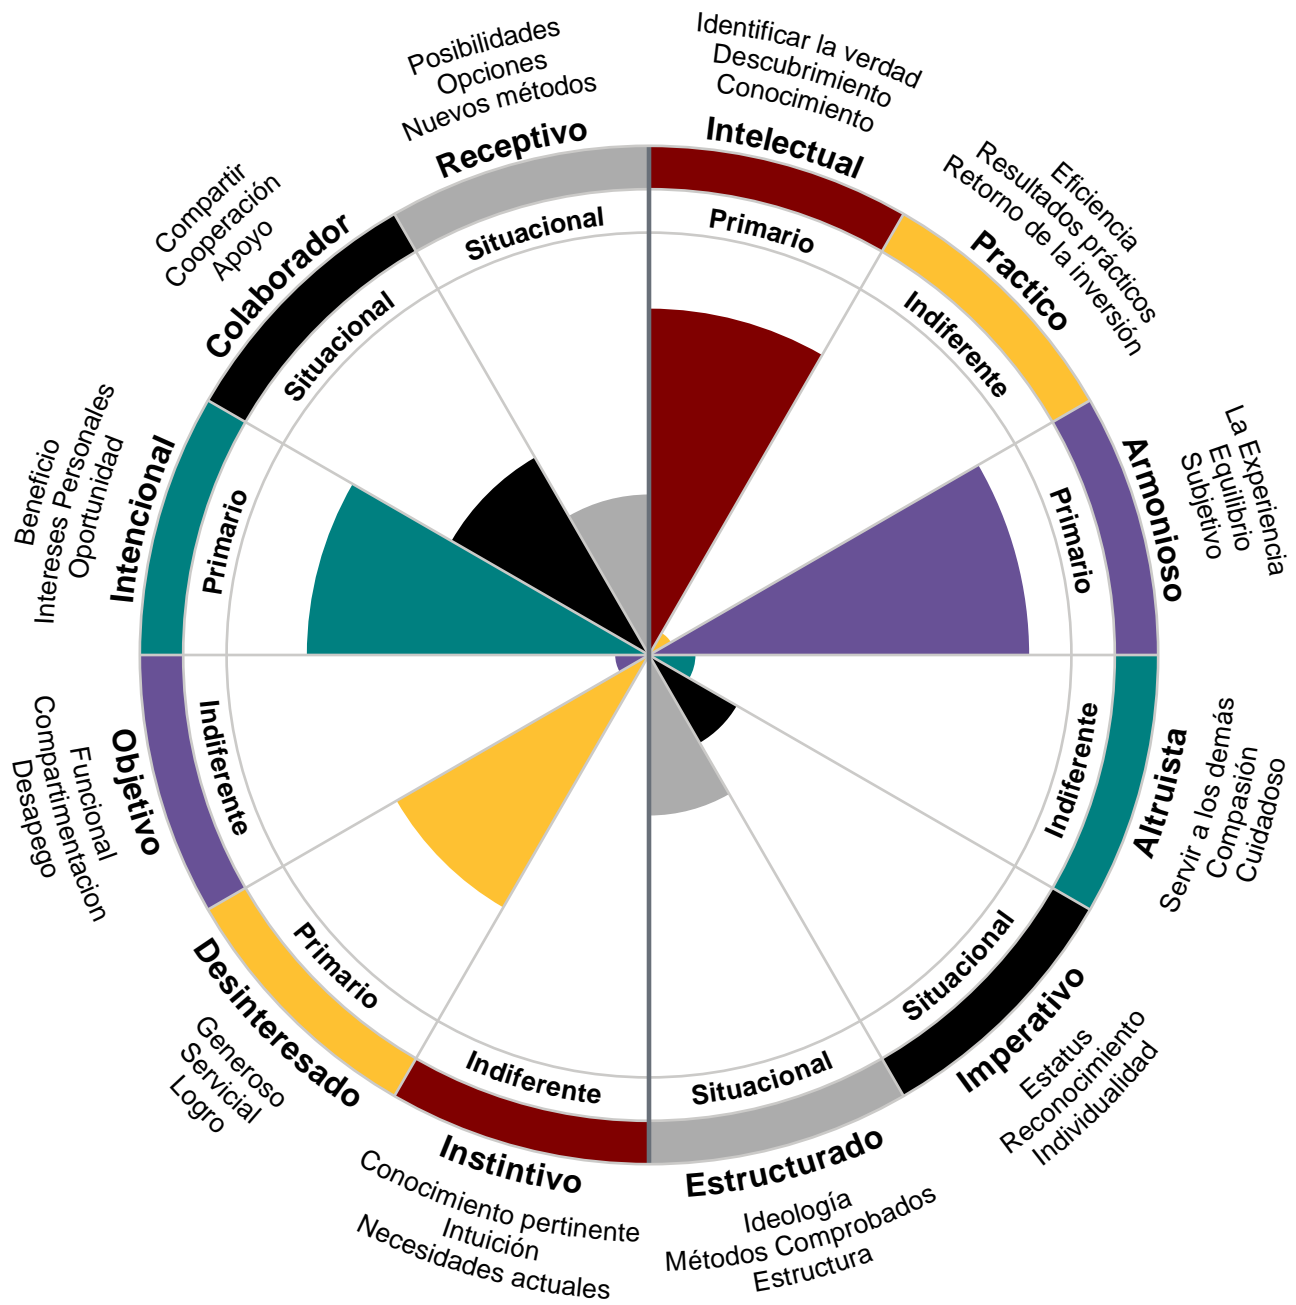 Identificar la verdad
Descubrimiento
Conocimiento
Intelectual
Primario
Eficiencia
Resultados prácticos
Retorno de la inversión
Practico
Indiferente
La Experiencia
Equilibrio
Subjetivo
Armonioso
Primario
Servir a los demás
Compasión
Cuidadoso
Altruista
Indiferente
Estatus
Reconocimiento
Individualidad
Imperativo
Situacional
Situacional
Estructurado
Ideología
Métodos Comprobados
Estructura
Indiferente
Instintivo
Conocimiento pertinente
Intuición
Necesidades actuales
Primario
Desinteresado
Generoso
Servicial
Logro
Indiferente
Objetivo
Funcional
Compartimentacion
Desapego
Beneficio
Intereses Personales
Oportunidad
Intencional
Primario
Compartir
Cooperación
Apoyo
Colaborador
Situacional
Posibilidades
Opciones
Nuevos métodos
Receptivo
Situacional